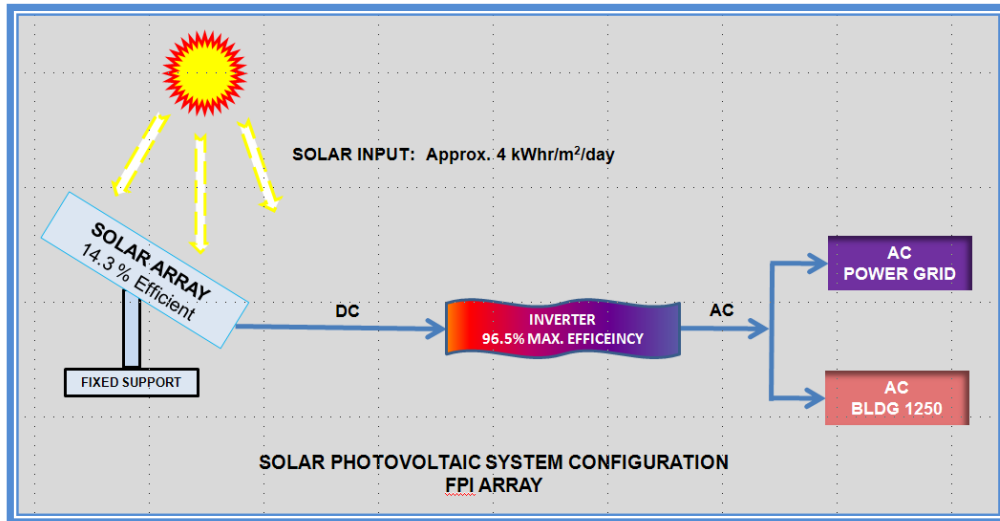 SOLAR INPUT:  Approx. 4 kWhr/m²/day
SOLAR ARRAY
14.3 % Efficient
FIXED SUPPORT
DC
INVERTER
96.5% MAX. EFFICEINCY
AC
AC
POWER GRID
AC
BLDG 1250
SOLAR PHOTOVOLTAIC SYSTEM CONFIGURATION
FPI ARRAY